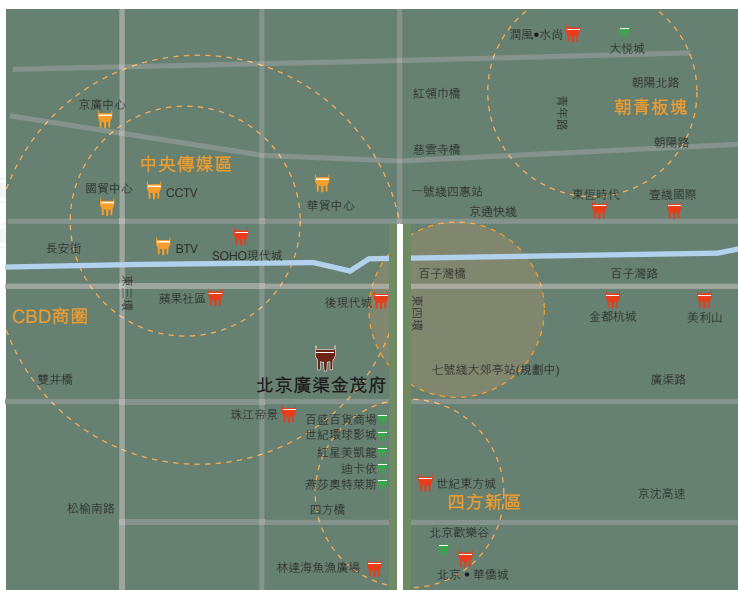 潤風•水尚
大悦城
朝陽北路
紅領巾橋
京廣中心
青年路
朝青板塊
朝陽路
慈雲寺橋
中央傳媒區
國貿中心
CCTV
一號綫四惠站
東恆時代
壹綫國際
華貿中心
京通快綫
長安街
BTV
SOHO現代城
百子灣橋
百子灣路
東三環
蘋果社區
後現代城
東四環
CBD商圈
金都杭城
美利山
七號綫大郊亭站(規劃中)
雙井橋
北京廣渠金茂府
廣渠路
珠江帝景
百盛百貨商場
世紀環球影城
紅星美凱龍
迪卡依
燕莎奥特萊斯
世紀東方城
京沈高速
松榆南路
四方橋
四方新區
北京歡樂谷
林達海魚漁廣場
北京•華僑城